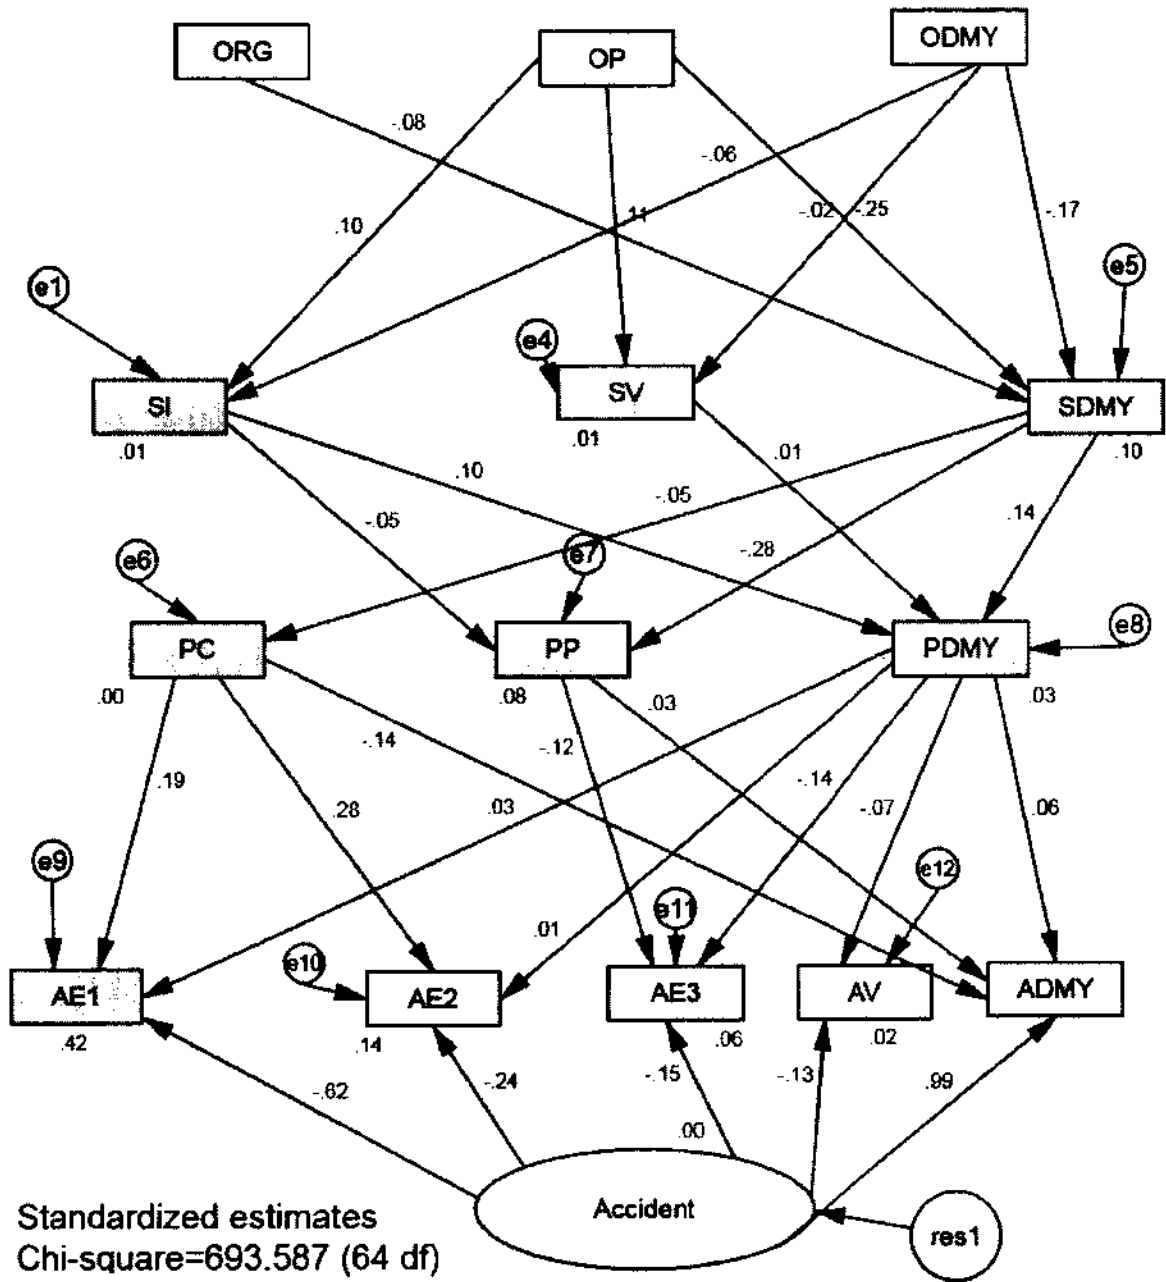 ORG
OP
ODMY
-.08
-.06
.10
.11
-.02
-.25
-.17
e1
e4
e5
SI
SV
SDMY
.01
.01
.10
.10
.01
-.05
-.05
.14
-.28
e6
e7
e8
PC
PP
PDMY
.00
.08
.03
.03
-.14
-.12
.19
.28
.03
-.14
-.07
.06
e9
e10
e11
e12
.01
AE1
AE2
AE3
AV
ADMY
.42
.14
.06
.02
-.62
-.24
-.15
-.13
.99
.00
Accident
res1
Standardized estimates
Chi-square=693.587 (64 df)